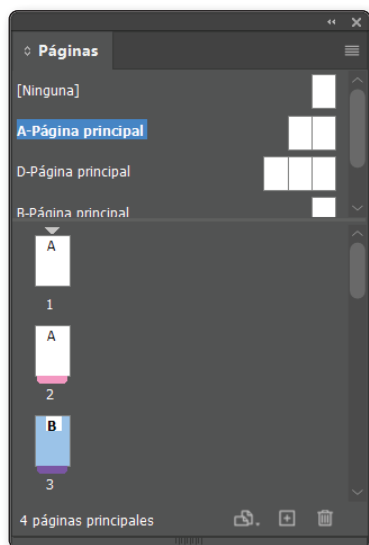 Páginas
[Ninguna]
A-Página principal
D-Página principal
B-Página principal
A
1
A
2
B
3
4 páginas principales